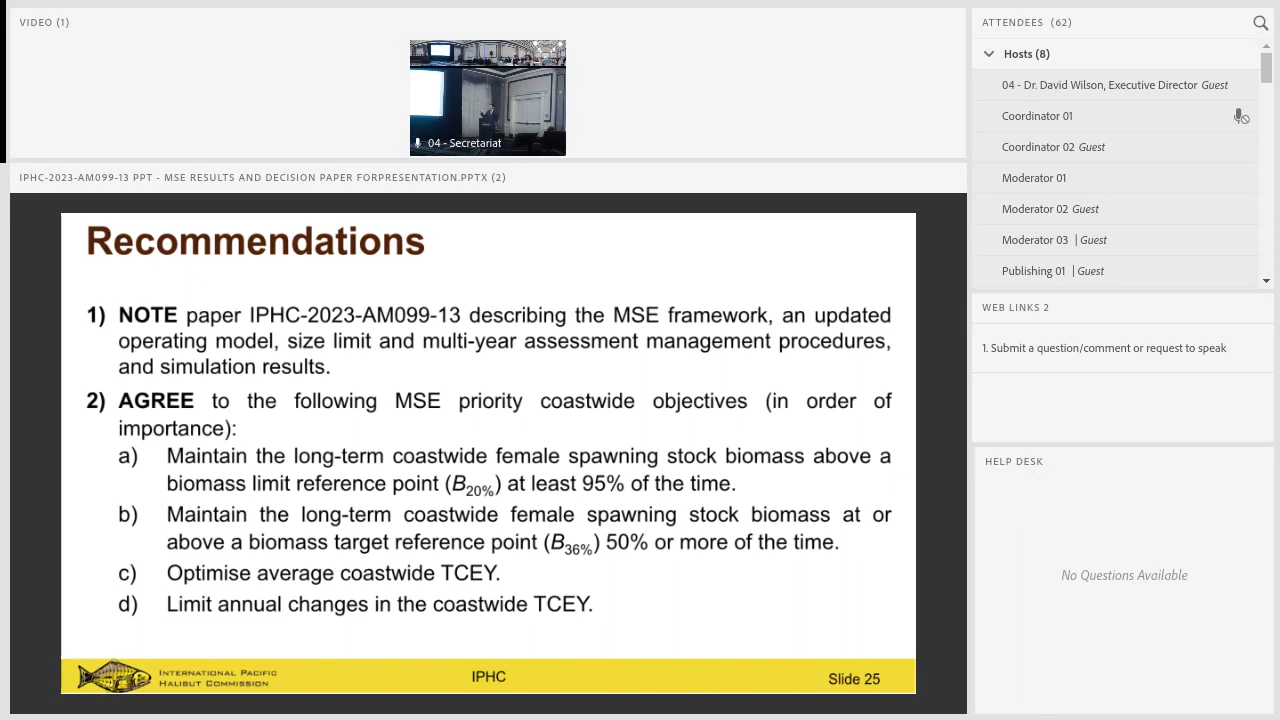 VIDEO (1)
04 - Secretariat
IPHC-2023-AM099-13 PPT - MSE RESULTS AND DECISION PAPER FORPRESENTATION.PPTX (2)
Recommendations
1) NOTE paper IPHC-2023-AM099-13 describing the MSE framework, an updated
operating model, size limit and multi-year assessment management procedures,
and simulation results.
2) AGREE to the following MSE priority coastwide objectives (in order of
importance):
a) Maintain the long-term coastwide female spawning stock biomass above a
biomass limit reference point (B20%) at least 95% of the time.
b) Maintain the long-term coastwide female spawning stock biomass at or
above a biomass target reference point (B36%) 50% or more of the time.
c) Optimise average coastwide TCEY.
d) Limit annual changes in the coastwide TCEY.
INTERNATIONAL PACIFIC
HALIBUT COMMISSION
IPHC
Slide 25
ATTENDEES (62)
Hosts (8)
04 - Dr. David Wilson, Executive Director Guest
Coordinator 01
Coordinator 02 Guest
Moderator 01
Moderator 02 Guest
Moderator 03 | Guest
Publishing 01 | Guest
WEB LINKS 2
1. Submit a question/comment or request to speak
HELP DESK
No Questions Available